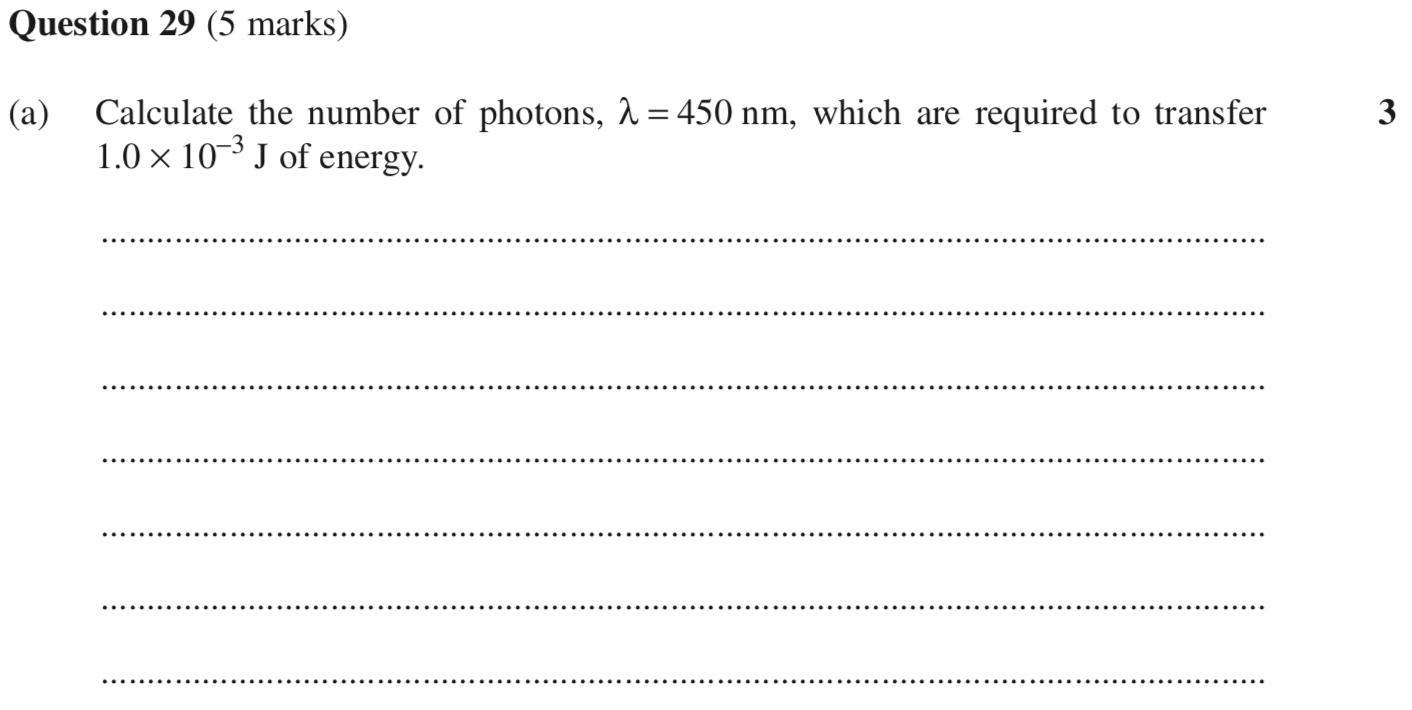 Question 29 (5 marks)
(a) Calculate the number of photons, λ = 450 nm, which are required to transfer 3
1.0 × 10⁻³ J of energy.